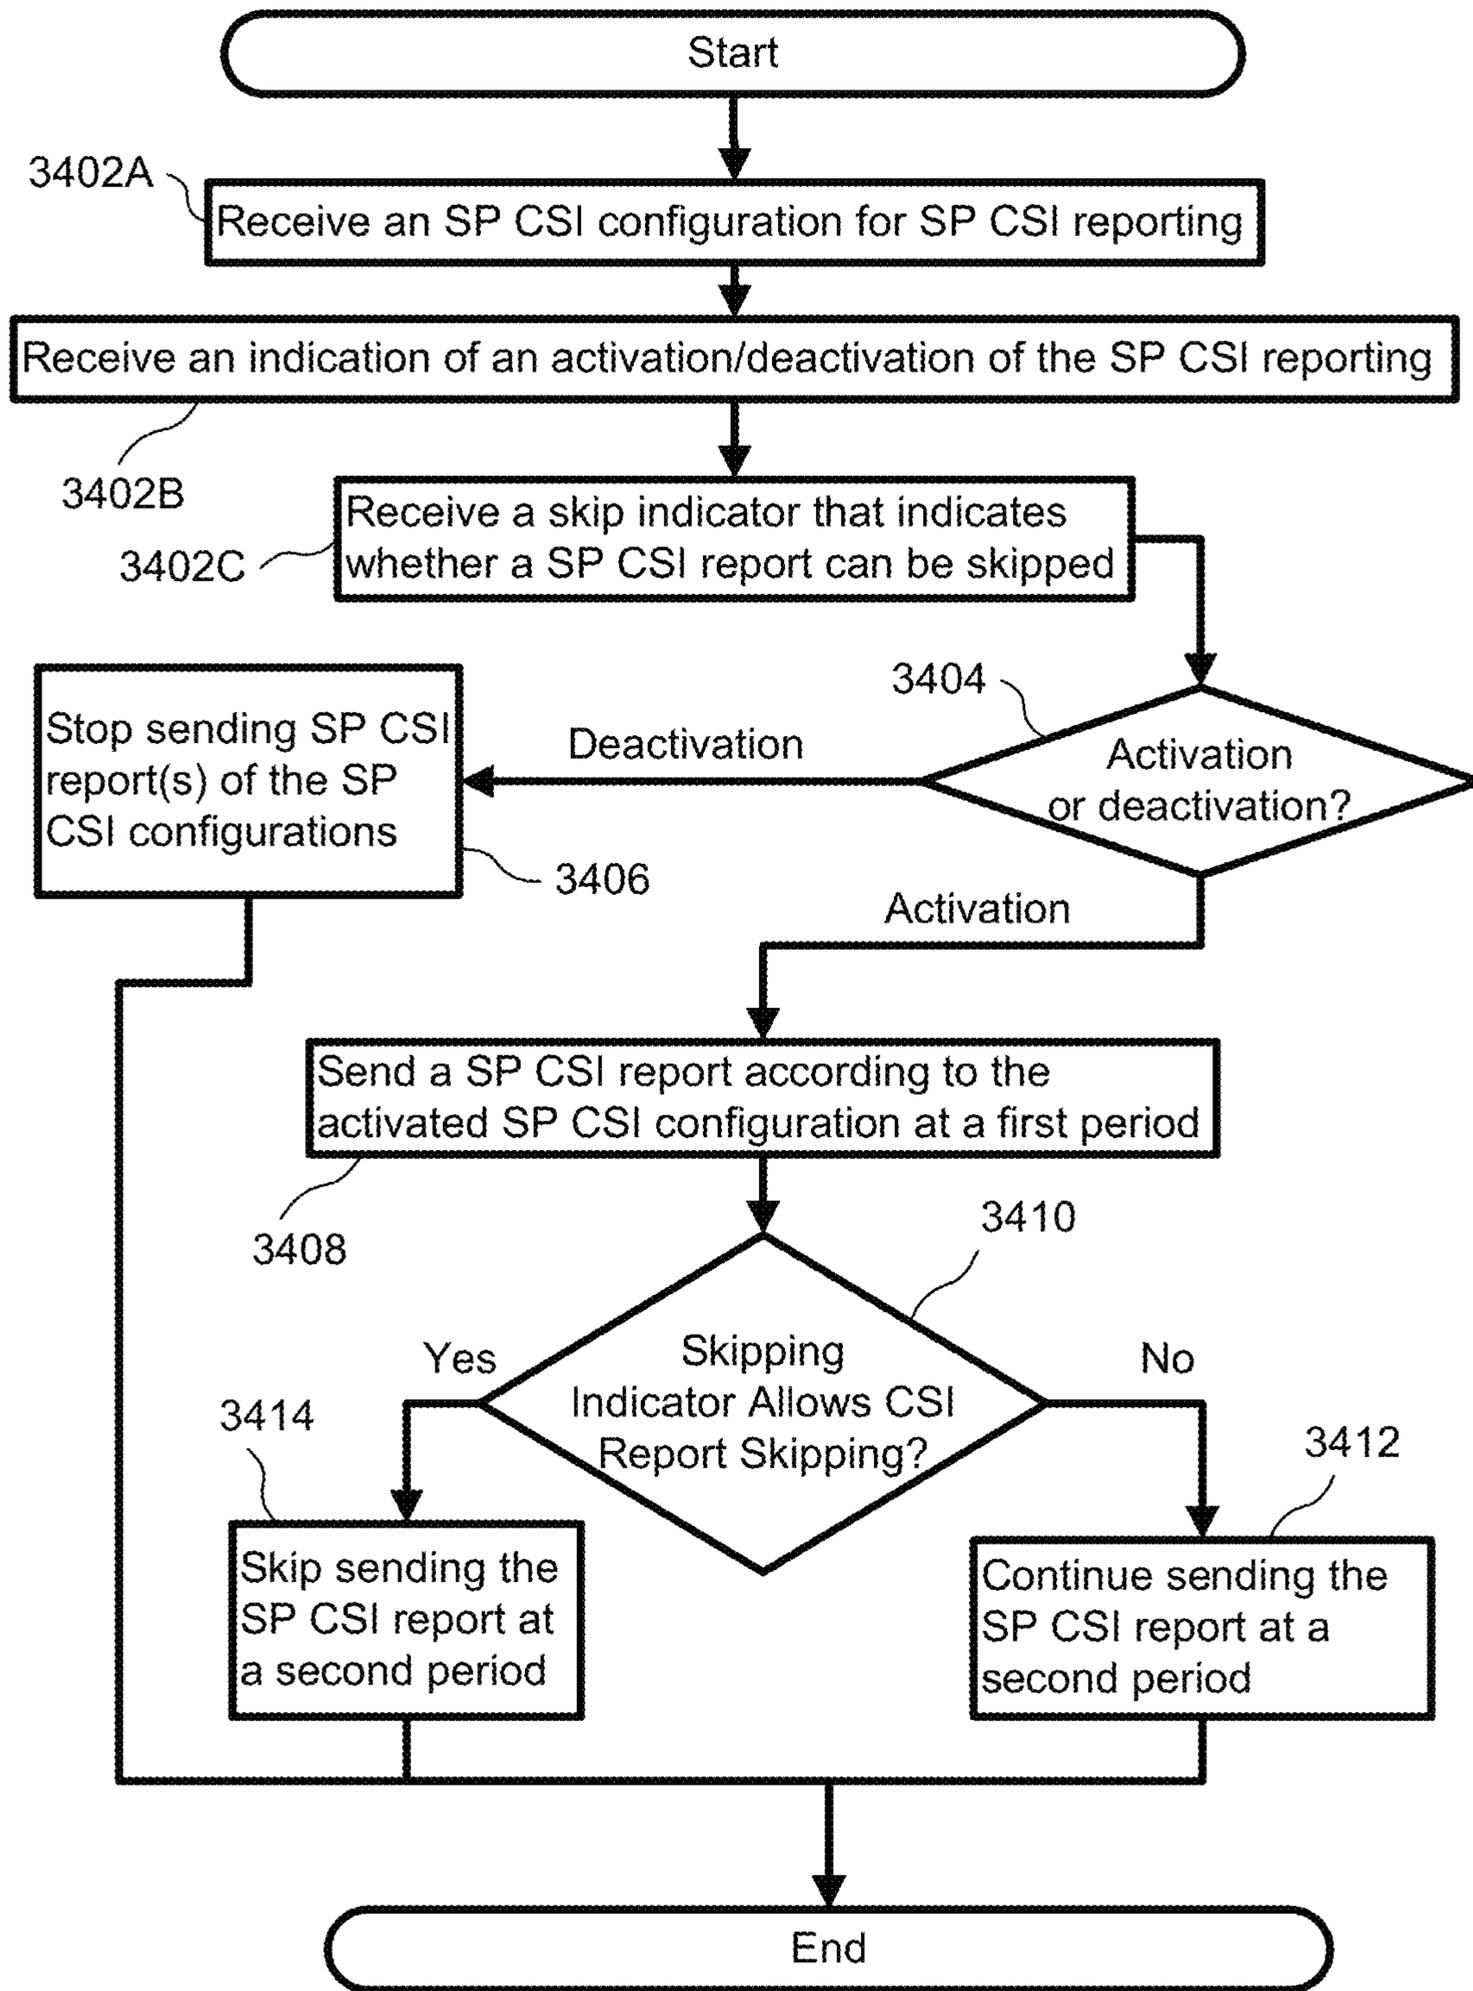 Start
3402A
Receive an SP CSI configuration for SP CSI reporting
Receive an indication of an activation/deactivation of the SP CSI reporting
3402B
Receive a skip indicator that indicates
whether a SP CSI report can be skipped
3402C
3404
Activation
or deactivation?
Deactivation
Stop sending SP CSI
report(s) of the SP
CSI configurations
3406
Activation
Send a SP CSI report according to the
activated SP CSI configuration at a first period
3408
3410
Skipping
Indicator Allows CSI
Report Skipping?
Yes
No
3414
3412
Skip sending the
SP CSI report at
a second period
Continue sending the
SP CSI report at a
second period
End